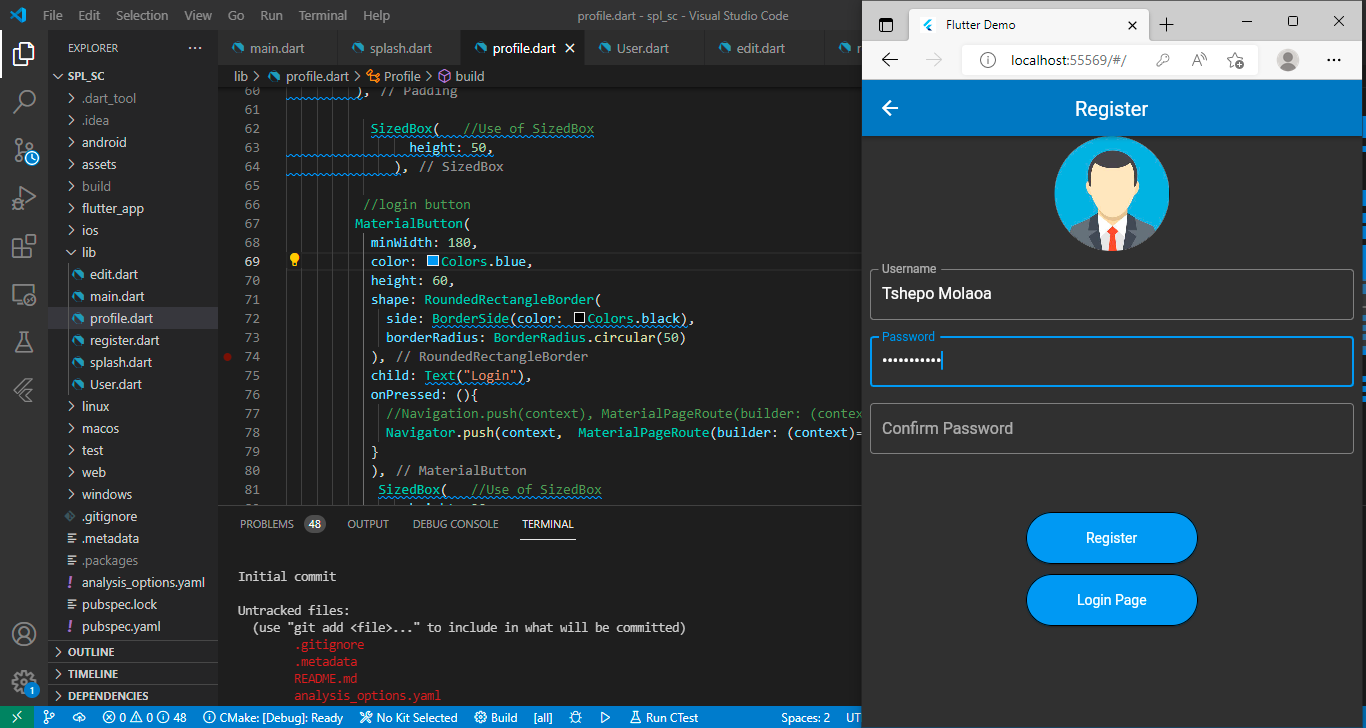 File Edit Selection View Go Run Terminal Help
profile.dart - spl_sc - Visual Studio Code
EXPLORER
SPL_SC
.dart_tool
.idea
android
assets
build
flutter_app
ios
lib
edit.dart
main.dart
profile.dart
register.dart
splash.dart
User.dart
linux
macos
test
web
windows
.gitignore
.metadata
.packages
analysis_options.yaml
pubspec.lock
pubspec.yaml
OUTLINE
TIMELINE
DEPENDENCIES
1
main.dart splash.dart profile.dart User.dart edit.dart
lib > profile.dart > Profile > build
60 ), // Padding
61
62 SizedBox( //Use of SizedBox
63 height: 50,
64 ), // SizedBox
65
66 //login button
67 MaterialButton(
68 minWidth: 180,
69 color: Colors.blue,
70 height: 60,
71 shape: RoundedRectangleBorder(
72 side: BorderSide(color: Colors.black),
73 borderRadius: BorderRadius.circular(50)
74 ), // RoundedRectangleBorder
75 child: Text("Login"),
76 onPressed: (){
77 //Navigation.push(context), MaterialPageRoute(builder: (contex
78 Navigator.push(context, MaterialPageRoute(builder: (context)=
79 }
80 ), // MaterialButton
81 SizedBox( //Use of SizedBox
PROBLEMS 48 OUTPUT DEBUG CONSOLE TERMINAL
Initial commit
Untracked files:
(use "git add <file>..." to include in what will be committed)
.gitignore
.metadata
README.md
analysis_options.yaml
0 0 48 CMake: [Debug]: Ready No Kit Selected Build [all] Run CTest Spaces: 2 UT
Flutter Demo
localhost:55569/#/
Register
Username
Tshepo Molaoa
Password
•••••••••••
Confirm Password
Register
Login Page